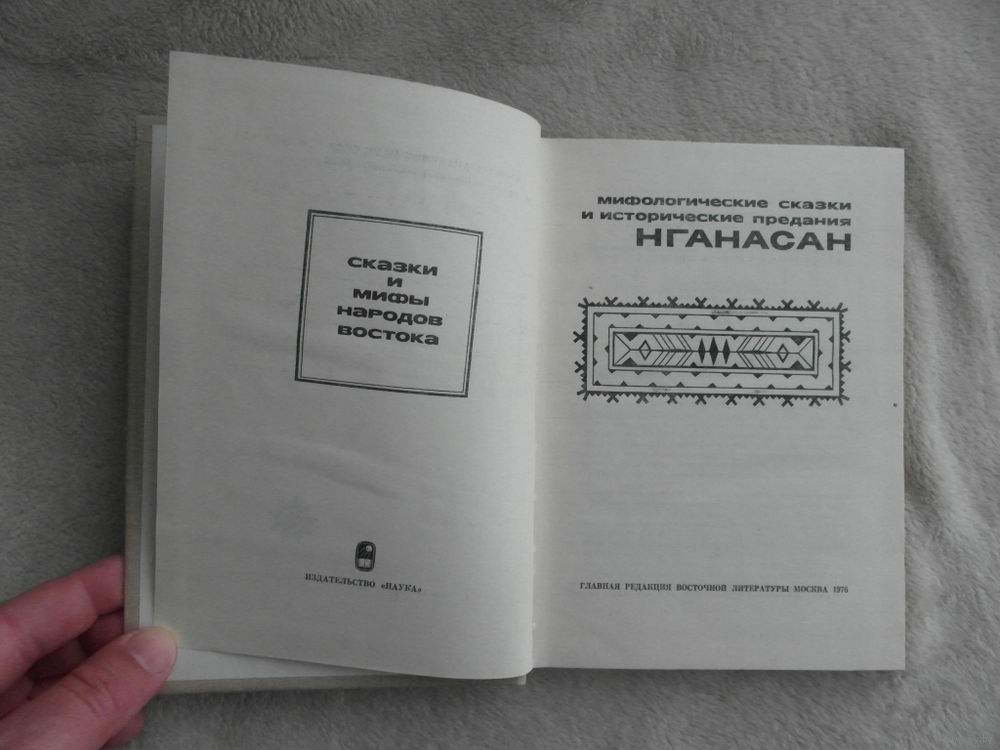 сказки
и
мифы
народов
востока
ИЗДАТЕЛЬСТВО «НАУКА»
мифологические сказки
и исторические предания
НГАНАСАН
ГЛАВНАЯ РЕДАКЦИЯ ВОСТОЧНОЙ ЛИТЕРАТУРЫ МОСКВА 1976